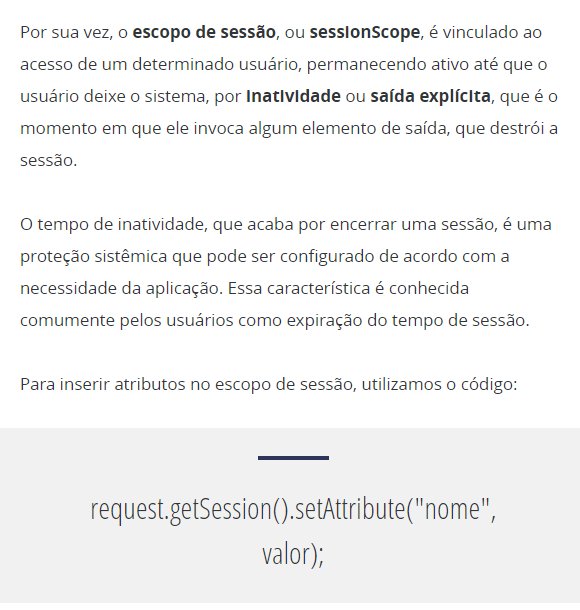 Por sua vez, o escopo de sessão, ou sessionScope, é vinculado ao
acesso de um determinado usuário, permanecendo ativo até que o
usuário deixe o sistema, por inatividade ou saída explícita, que é o
momento em que ele invoca algum elemento de saída, que destrói a
sessão.
O tempo de inatividade, que acaba por encerrar uma sessão, é uma
proteção sistêmica que pode ser configurado de acordo com a
necessidade da aplicação. Essa característica é conhecida
comumente pelos usuários como expiração do tempo de sessão.
Para inserir atributos no escopo de sessão, utilizamos o código:
request.getSession().setAttribute("nome",
valor);